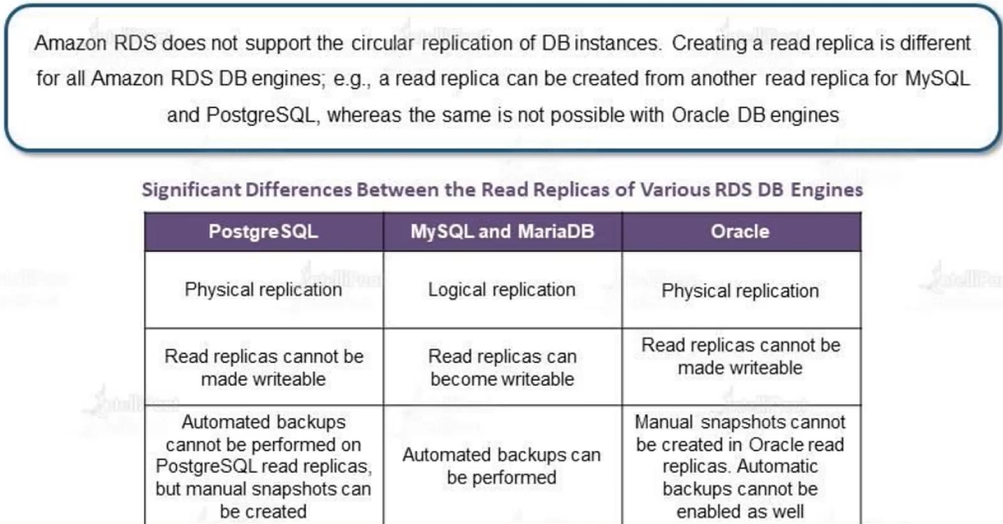 Amazon RDS does not support the circular replication of DB instances. Creating a read replica is different
for all Amazon RDS DB engines; e.g., a read replica can be created from another read replica for MySQL
and PostgreSQL, whereas the same is not possible with Oracle DB engines
Significant Differences Between the Read Replicas of Various RDS DB Engines
PostgreSQL
MySQL and MariaDB
Oracle
Physical replication
Logical replication
Physical replication
Read replicas cannot be
made writeable
Read replicas can
become writeable
Read replicas cannot be
made writeable
Automated backups
cannot be performed on
PostgreSQL read replicas,
but manual snapshots can
be created
Automated backups can
be performed
Manual snapshots cannot
be created in Oracle read
replicas. Automatic
backups cannot be
enabled as well